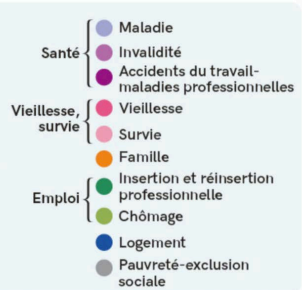 Santé
Maladie
Invalidité
Accidents du travail-
maladies professionnelles
Vieillesse,
survie
Vieillesse
Survie
Famille
Emploi
Insertion et réinsertion
professionnelle
Chômage
Logement
Pauvreté-exclusion
sociale